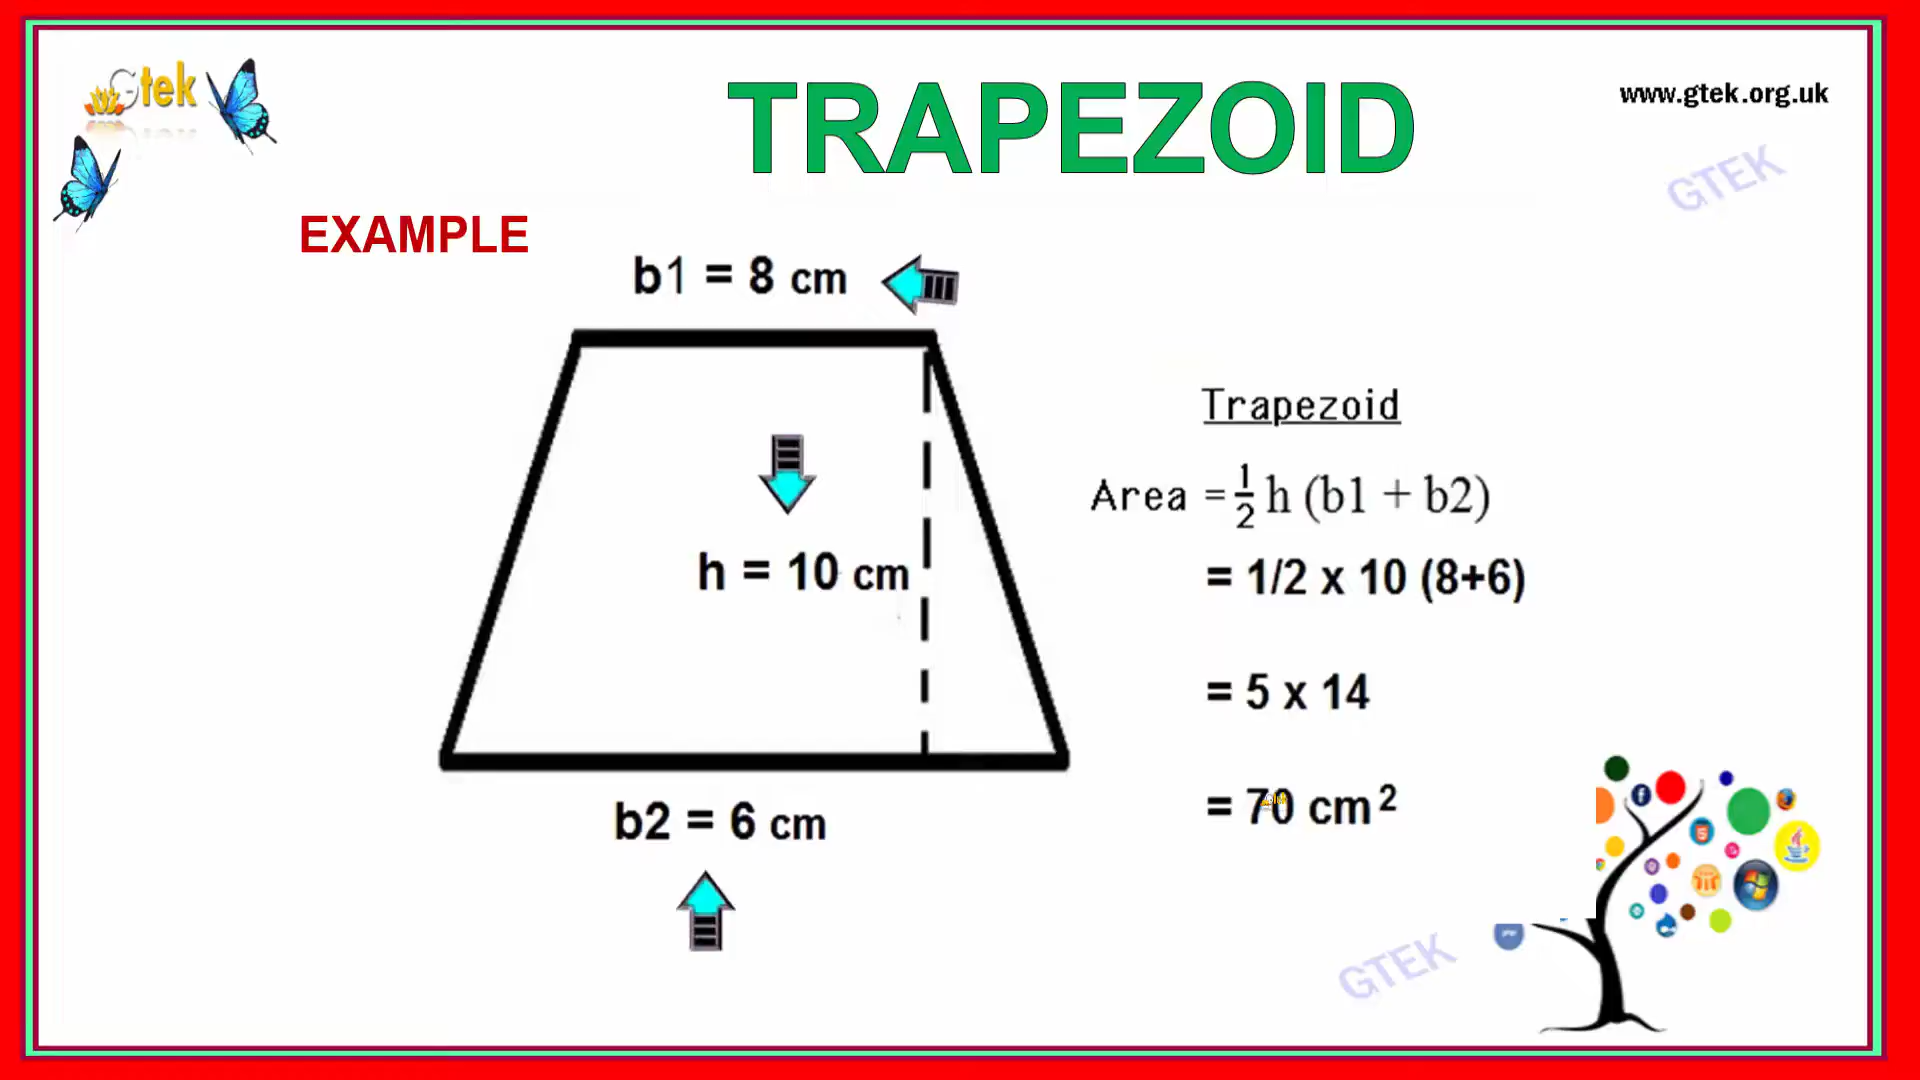 Gtek
TRAPEZOID
www.gtek.org.uk
GTEK
EXAMPLE
b1 = 8 cm
h = 10 cm
b2 = 6 cm
Trapezoid
Area = 1/2 h (b1 + b2)
= 1/2 x 10 (8+6)
= 5 x 14
= 70 cm²
GTEK